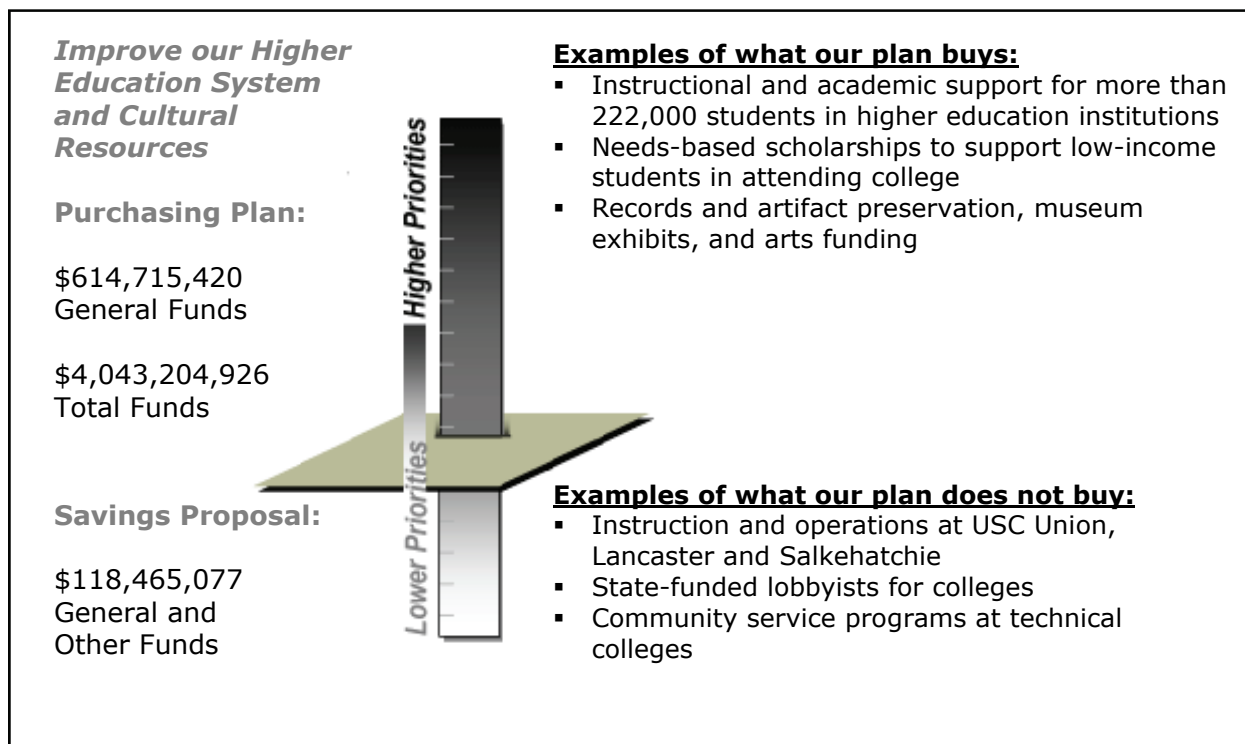 Improve our Higher
Education System
and Cultural
Resources
Purchasing Plan:
$614,715,420
General Funds
$4,043,204,926
Total Funds
Savings Proposal:
$118,465,077
General and
Other Funds
Higher Priorities
Lower Priorities
Examples of what our plan buys:
▪ Instructional and academic support for more than
222,000 students in higher education institutions
▪ Needs-based scholarships to support low-income
students in attending college
▪ Records and artifact preservation, museum
exhibits, and arts funding
Examples of what our plan does not buy:
▪ Instruction and operations at USC Union,
Lancaster and Salkehatchie
▪ State-funded lobbyists for colleges
▪ Community service programs at technical
colleges